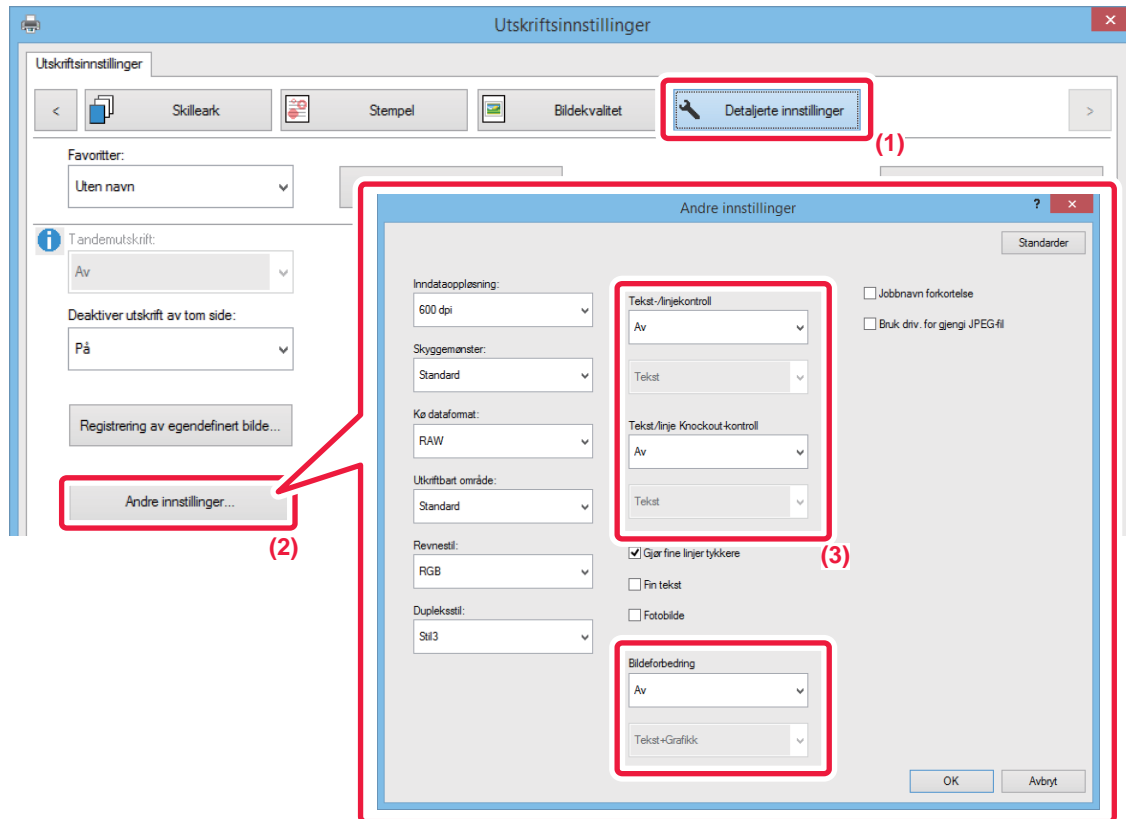 Utskriftsinnstillinger
×
Utskriftsinnstillinger
<
Skilleark
Stempel
Bildekvalitet
Detaljerte innstillinger
>
(1)
Favoritter:
Uten navn
Tandemutskrift:
Av
Deaktiver utskrift av tom side:
På
Registrering av egendefinert bilde...
Andre innstillinger...
(2)
Andre innstillinger
?
×
Standarder
Inndataoppløsning:
600 dpi
Skyggemønster:
Standard
Kø dataformat:
RAW
Utkriftbart område:
Standard
Revnestil:
RGB
Dupleksstil:
Stil3
Tekst-/linjekontroll
Av
Tekst
Tekst/linje Knockout-kontroll
Av
Tekst
(3)
Gjør fine linjer tykkere
Fin tekst
Fotobilde
Bildeforbedring
Av
Tekst+Grafikk
Jobbnavn forkortelse
Bruk driv. for gjengi JPEG-fil
OK
Avbryt